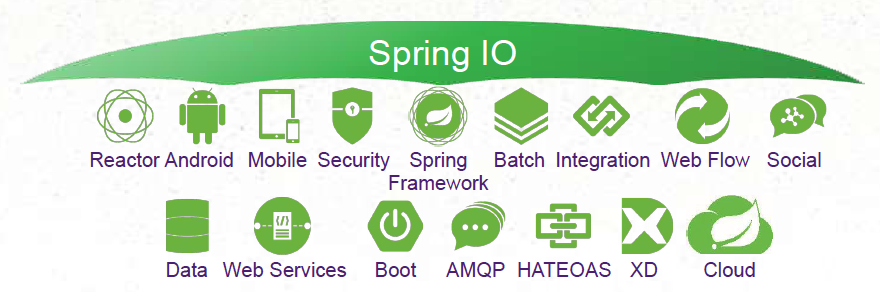 Spring IO
Reactor Android Mobile Security Spring Framework Batch Integration Web Flow Social
Data Web Services Boot AMQP HATEOAS XD Cloud